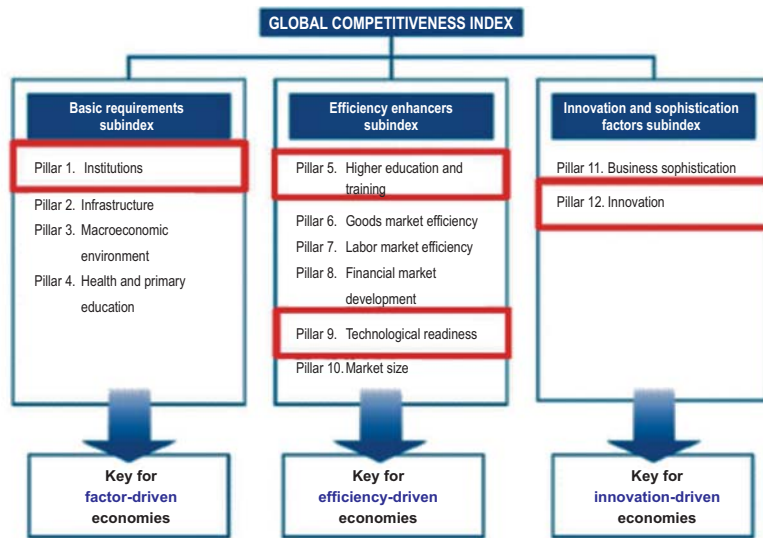 GLOBAL COMPETITIVENESS INDEX
Basic requirements
subindex
Pillar 1. Institutions
Pillar 2. Infrastructure
Pillar 3. Macroeconomic
environment
Pillar 4. Health and primary
education
Key for
factor-driven
economies
Efficiency enhancers
subindex
Pillar 5. Higher education and
training
Pillar 6. Goods market efficiency
Pillar 7. Labor market efficiency
Pillar 8. Financial market
development
Pillar 9. Technological readiness
Pillar 10. Market size
Key for
efficiency-driven
economies
Innovation and sophistication
factors subindex
Pillar 11. Business sophistication
Pillar 12. Innovation
Key for
innovation-driven
economies